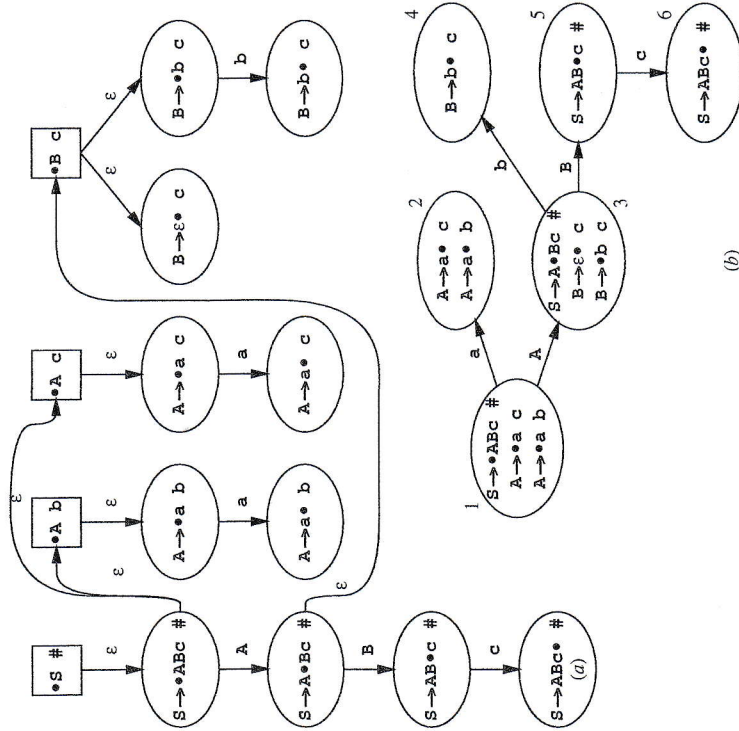 •S #
•A b
•A c
•B c
ε
ε
ε
ε
ε
ε
ε
S→•ABC #
A→•a b
A→•a c
B→ε• c
B→•b c
A
a
a
b
ε
S→A•Bc #
A→a• b
A→a• c
B→b• c
B
S→AB•c #
c
S→ABc• #
(a)
1
S→•ABC #
A→•a c
A→•a b
a
A
2
A→a• c
A→a• b
3
S→A•Bc #
B→ε• c
B→•b c
b
B
4
B→b• c
5
S→AB•c #
c
6
S→ABc• #
(b)